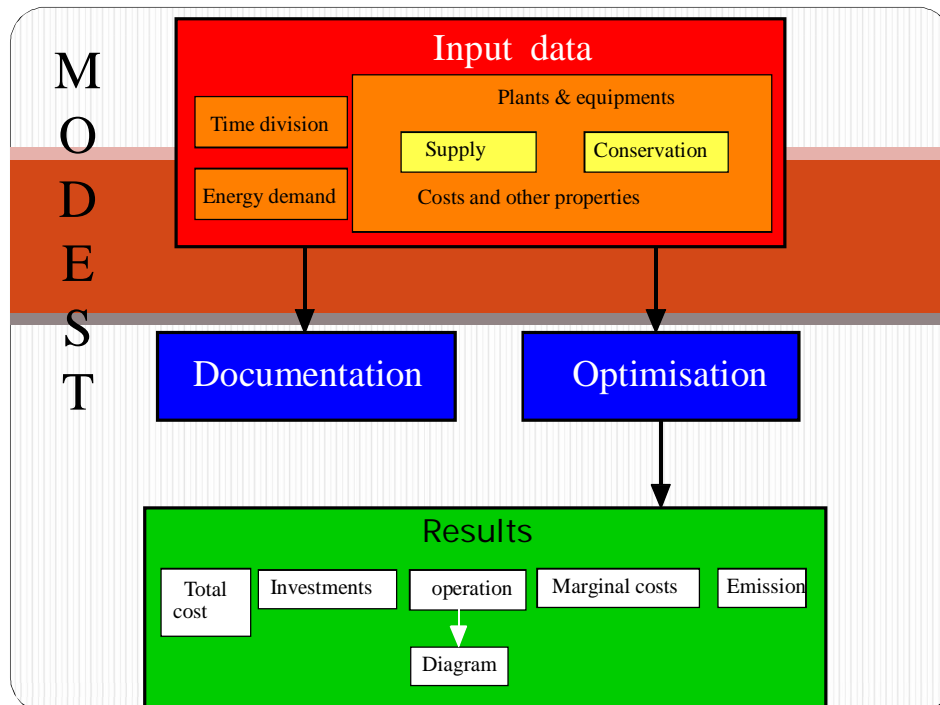 M
O
D
E
S
T
Input data
Plants & equipments
Time division
Supply
Conservation
Energy demand
Costs and other properties
Documentation
Optimisation
Results
Total
cost
Investments
operation
Marginal costs
Emission
Diagram